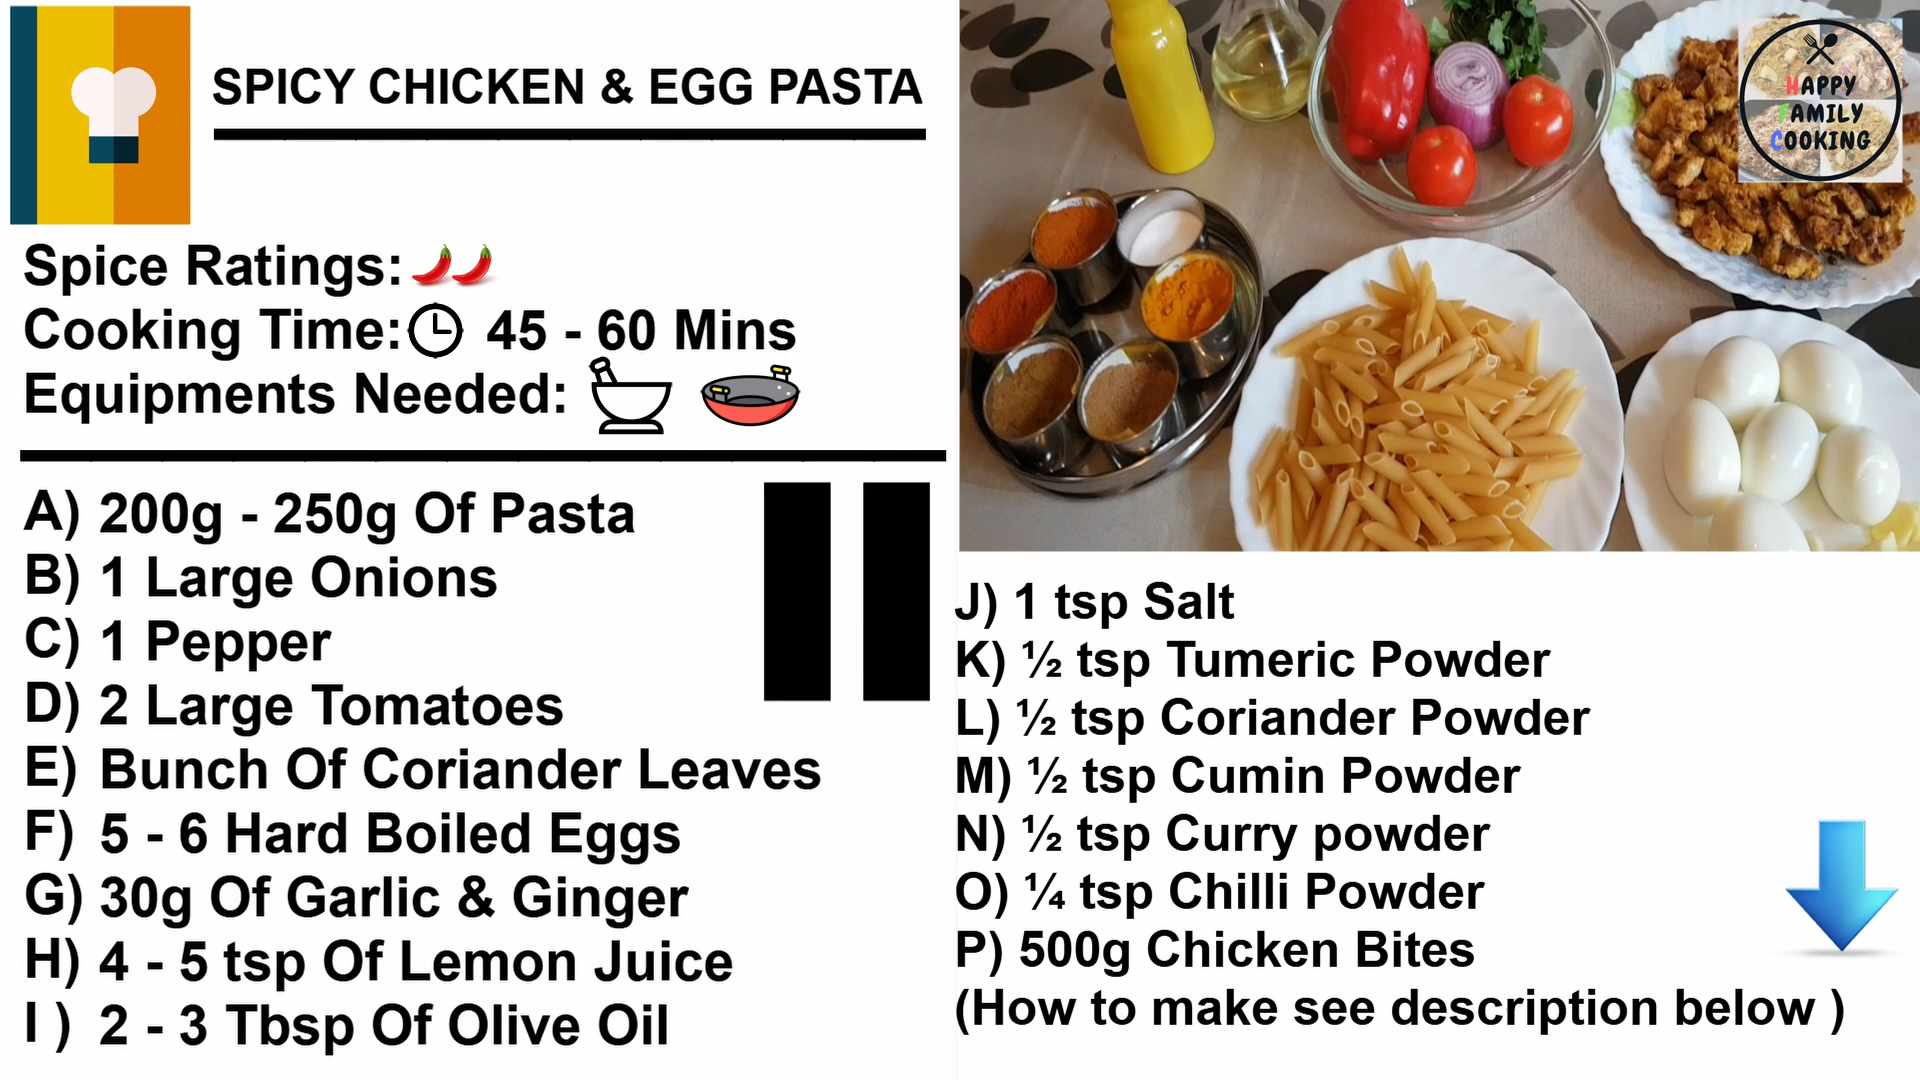 SPICY CHICKEN & EGG PASTA
Spice Ratings:
Cooking Time: 45 - 60 Mins
Equipments Needed:
A) 200g - 250g Of Pasta
B) 1 Large Onions
C) 1 Pepper
D) 2 Large Tomatoes
E) Bunch Of Coriander Leaves
F) 5 - 6 Hard Boiled Eggs
G) 30g Of Garlic & Ginger
H) 4 - 5 tsp Of Lemon Juice
I ) 2 - 3 Tbsp Of Olive Oil
HAPPY
FAMILY
COOKING
J) 1 tsp Salt
K) ½ tsp Tumeric Powder
L) ½ tsp Coriander Powder
M) ½ tsp Cumin Powder
N) ½ tsp Curry powder
O) ¼ tsp Chilli Powder
P) 500g Chicken Bites
(How to make see description below )